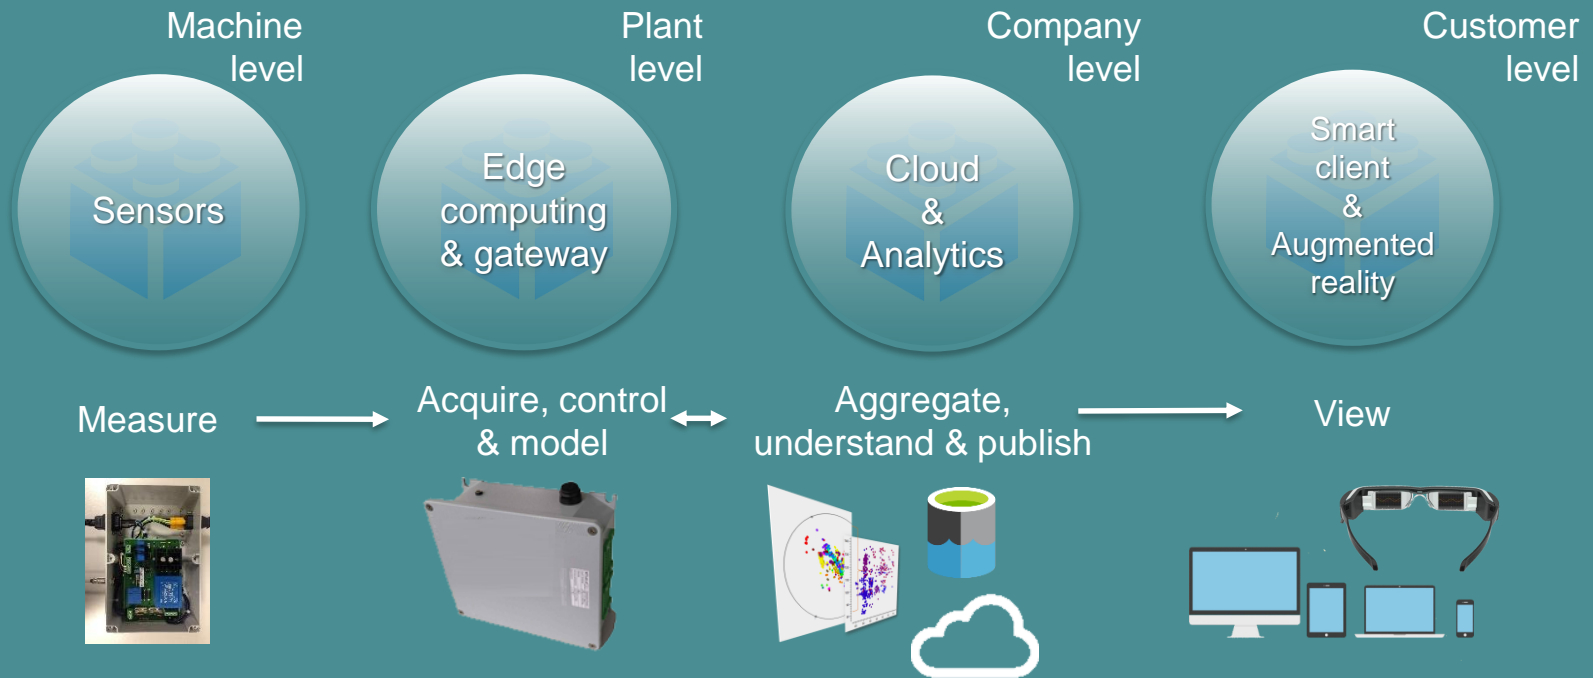 Machine
level
Plant
level
Company
level
Customer
level
Sensors
Edge
computing
& gateway
Cloud
&
Analytics
Smart
client
&
Augmented
reality
Measure
Acquire, control
& model
Aggregate,
understand & publish
View